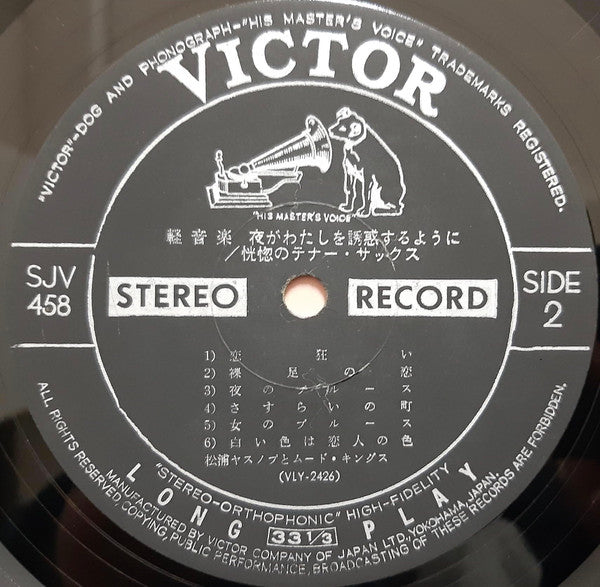 "VICTOR"-DOG AND PHONOGRAPH-"HIS MASTER'S VOICE" TRADEMARKS REGISTERED.
VICTOR
"HIS MASTER'S VOICE"
軽音楽 夜がわたしを誘惑するように
/恍惚のテナー・サックス
SJV
458
STEREO
RECORD
SIDE
2
1) 恋狂い
2) 裸足の恋
3) 夜のブルース
4) さすらいの町
5) 女のブルース
6) 白い色は恋人の色
松浦ヤスノブとムード・キングス
(VLY-2426)
"STEREO-ORTHOPHONIC" HIGH-FIDELITY
LONG 33 1/3 PLAY
MANUFACTURED BY VICTOR COMPANY OF JAPAN LTD., YOKOHAMA, JAPAN.
ALL RIGHTS RESERVED, COPYING, PUBLIC PERFORMANCE, BROADCASTING OF THESE RECORDS ARE FORBIDDEN.